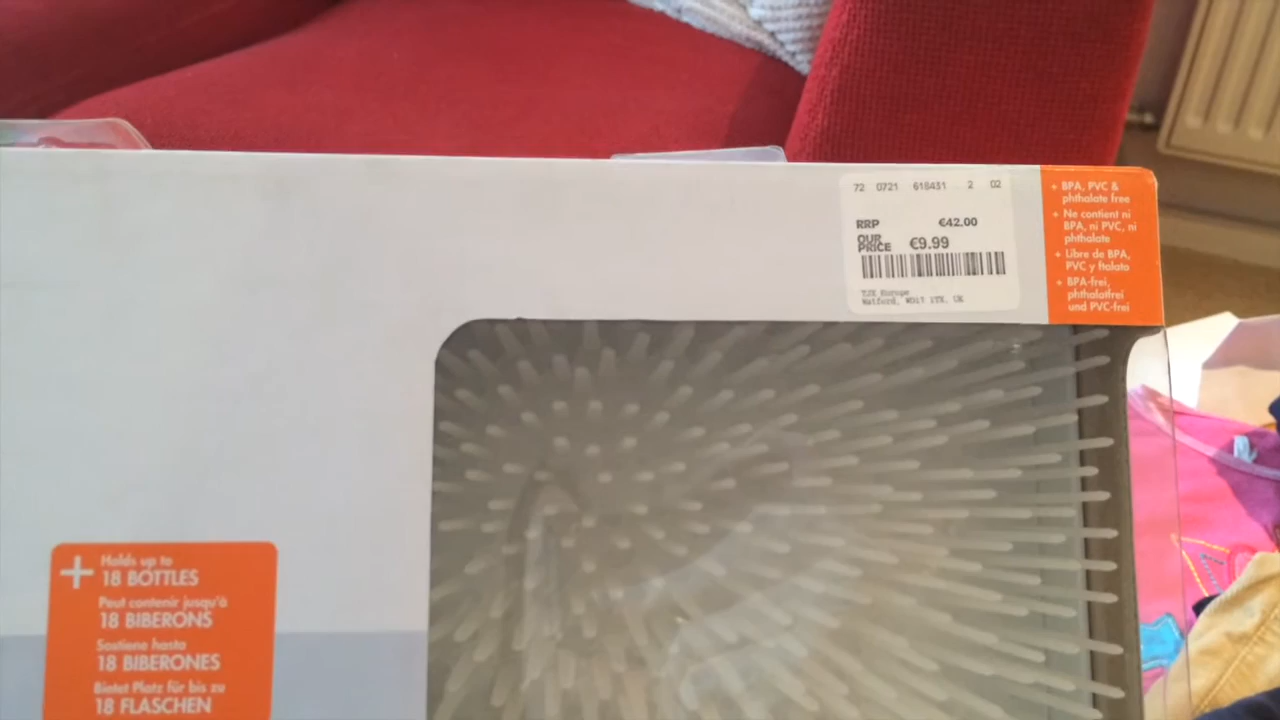 72 0721 618431 2 02
RRP €42.00
OUR
PRICE €9.99
TJX Europe
Watford, WD17 1TX, UK
+ BPA, PVC &
phthalate free
+ Ne contient ni
BPA, ni PVC, ni
phthalate
+ Libre de BPA,
PVC y ftalato
+ BPA-frei,
phthalatfrei
und PVC-frei
+ Holds up to
18 BOTTLES
Peut contenir jusqu'à
18 BIBERONS
Sostiene hasta
18 BIBERONES
Bietet Platz für bis zu
18 FLASCHEN